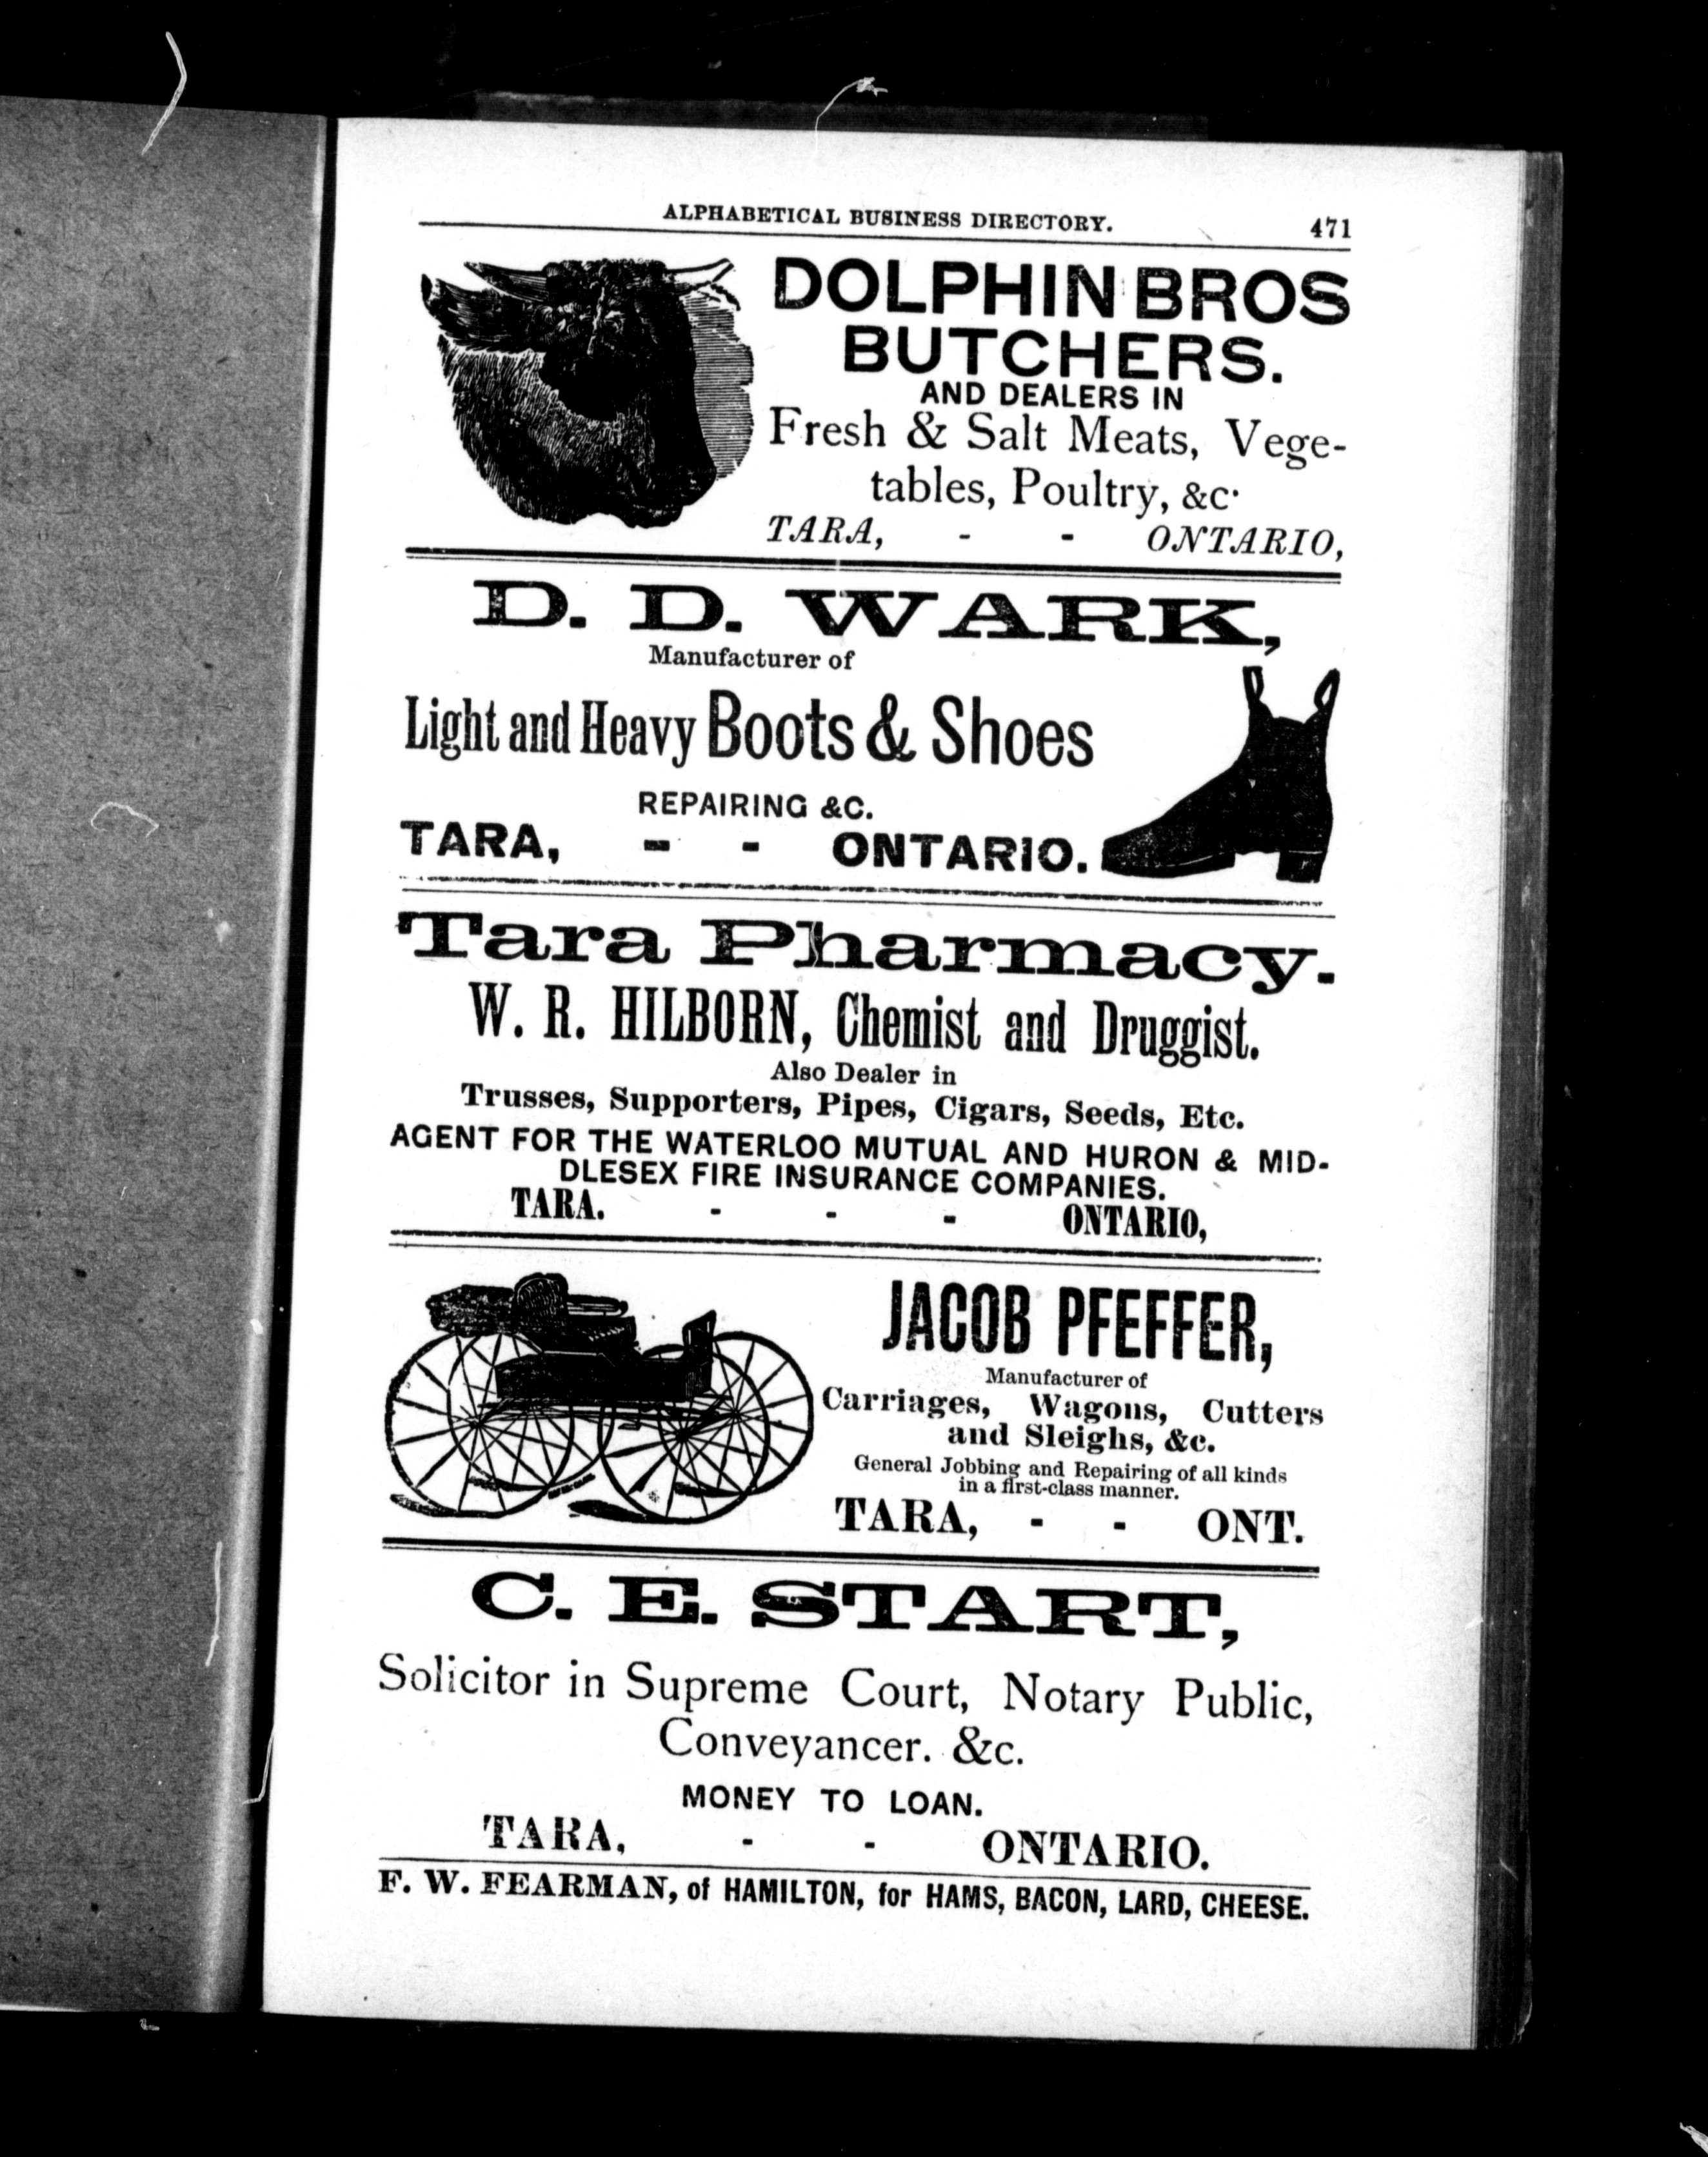 ALPHABETICAL BUSINESS DIRECTORY. 471
DOLPHIN BROS
BUTCHERS.
AND DEALERS IN
Fresh & Salt Meats, Vege-
tables, Poultry, &c.
TARA, - - ONTARIO,
D. D. WARK,
Manufacturer of
Light and Heavy Boots & Shoes
REPAIRING &C.
TARA, - - ONTARIO.
Tara Pharmacy.
W. R. HILBORN, Chemist and Druggist.
Also Dealer in
Trusses, Supporters, Pipes, Cigars, Seeds, Etc.
AGENT FOR THE WATERLOO MUTUAL AND HURON & MID-
DLESEX FIRE INSURANCE COMPANIES.
TARA. - - - ONTARIO,
JACOB PFEFFER,
Manufacturer of
Carriages, Wagons, Cutters
and Sleighs, &c.
General Jobbing and Repairing of all kinds
in a first-class manner.
TARA, - - ONT.
C. E. START,
Solicitor in Supreme Court, Notary Public,
Conveyancer. &c.
MONEY TO LOAN.
TARA. - - ONTARIO.
F. W. FEARMAN, of HAMILTON, for HAMS, BACON, LARD, CHEESE.